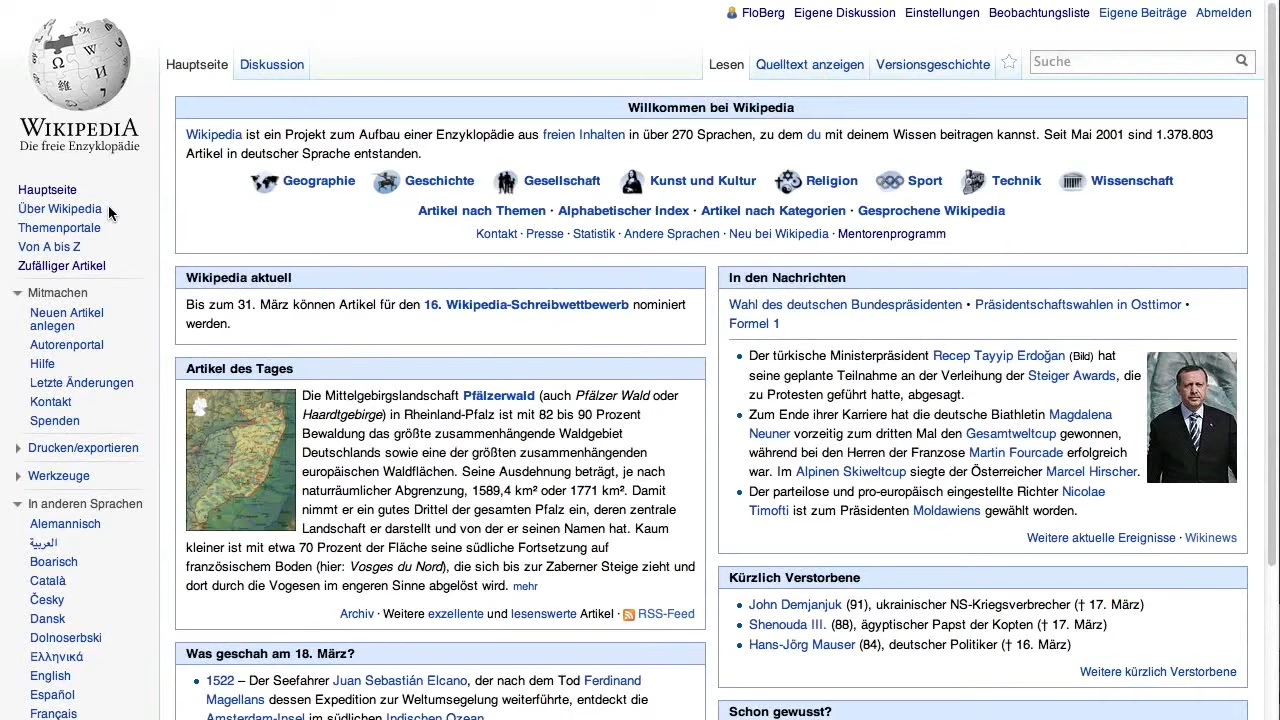 FloBerg Eigene Diskussion Einstellungen Beobachtungsliste Eigene Beiträge Abmelden
Hauptseite Diskussion Lesen Quelltext anzeigen Versionsgeschichte Suche
WIKIPEDIA
Die freie Enzyklopädie
Hauptseite
Über Wikipedia
Themenportale
Von A bis Z
Zufälliger Artikel
Mitmachen
Neuen Artikel
anlegen
Autorenportal
Hilfe
Letzte Änderungen
Kontakt
Spenden
Drucken/exportieren
Werkzeuge
In anderen Sprachen
Alemannisch
العربية
Boarisch
Català
Česky
Dansk
Dolnoserbski
Ελληνικά
English
Español
Français
Willkommen bei Wikipedia
Wikipedia ist ein Projekt zum Aufbau einer Enzyklopädie aus freien Inhalten in über 270 Sprachen, zu dem du mit deinem Wissen beitragen kannst. Seit Mai 2001 sind 1.378.803
Artikel in deutscher Sprache entstanden.
Geographie Geschichte Gesellschaft Kunst und Kultur Religion Sport Technik Wissenschaft
Artikel nach Themen · Alphabetischer Index · Artikel nach Kategorien · Gesprochene Wikipedia
Kontakt · Presse · Statistik · Andere Sprachen · Neu bei Wikipedia · Mentorenprogramm
Wikipedia aktuell
Bis zum 31. März können Artikel für den 16. Wikipedia-Schreibwettbewerb nominiert
werden.
Artikel des Tages
Die Mittelgebirgslandschaft Pfälzerwald (auch Pfälzer Wald oder
Haardtgebirge) in Rheinland-Pfalz ist mit 82 bis 90 Prozent
Bewaldung das größte zusammenhängende Waldgebiet
Deutschlands sowie eine der größten zusammenhängenden
europäischen Waldflächen. Seine Ausdehnung beträgt, je nach
naturräumlicher Abgrenzung, 1589,4 km² oder 1771 km². Damit
nimmt er ein gutes Drittel der gesamten Pfalz ein, deren zentrale
Landschaft er darstellt und von der er seinen Namen hat. Kaum
kleiner ist mit etwa 70 Prozent der Fläche seine südliche Fortsetzung auf
französischem Boden (hier: Vosges du Nord), die sich bis zur Zaberner Steige zieht und
dort durch die Vogesen im engeren Sinne abgelöst wird. mehr
Archiv · Weitere exzellente und lesenswerte Artikel · RSS-Feed
Was geschah am 18. März?
1522 – Der Seefahrer Juan Sebastián Elcano, der nach dem Tod Ferdinand
Magellans dessen Expedition zur Weltumsegelung weiterführte, entdeckt die
Amsterdam-Insel im südlichen Indischen Ozean.
In den Nachrichten
Wahl des deutschen Bundespräsidenten • Präsidentschaftswahlen in Osttimor •
Formel 1
Der türkische Ministerpräsident Recep Tayyip Erdoğan (Bild) hat
seine geplante Teilnahme an der Verleihung der Steiger Awards, die
zu Protesten geführt hatte, abgesagt.
Zum Ende ihrer Karriere hat die deutsche Biathletin Magdalena
Neuner vorzeitig zum dritten Mal den Gesamtweltcup gewonnen,
während bei den Herren der Franzose Martin Fourcade erfolgreich
war. Im Alpinen Skiweltcup siegte der Österreicher Marcel Hirscher.
Der parteilose und pro-europäisch eingestellte Richter Nicolae
Timofti ist zum Präsidenten Moldawiens gewählt worden.
Weitere aktuelle Ereignisse · Wikinews
Kürzlich Verstorbene
John Demjanjuk (91), ukrainischer NS-Kriegsverbrecher († 17. März)
Shenouda III. (88), ägyptischer Papst der Kopten († 17. März)
Hans-Jörg Mauser (84), deutscher Politiker († 16. März)
Weitere kürzlich Verstorbene
Schon gewusst?